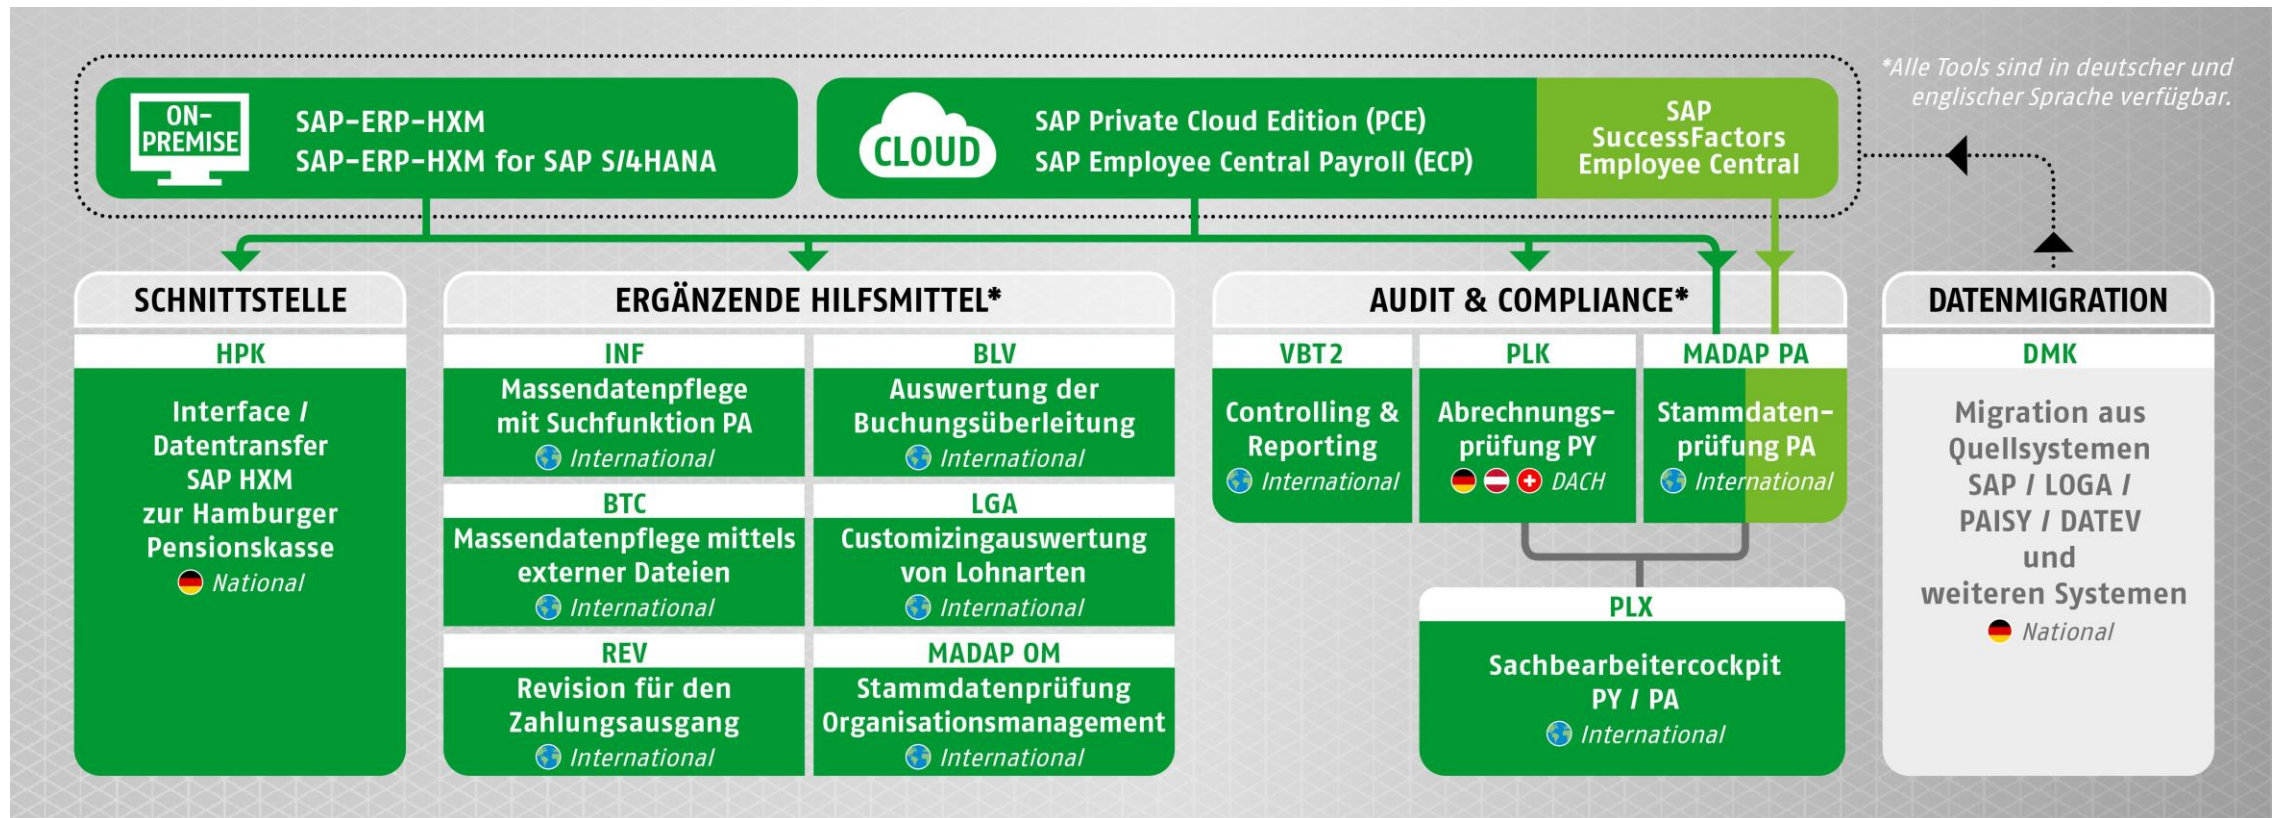 *Alle Tools sind in deutscher und
englischer Sprache verfügbar.
ON-
PREMISE
SAP-ERP-HXM
SAP-ERP-HXM for SAP S/4HANA
CLOUD
SAP Private Cloud Edition (PCE)
SAP Employee Central Payroll (ECP)
SAP
SuccessFactors
Employee Central
SCHNITTSTELLE
HPK
Interface /
Datentransfer
SAP HXM
zur Hamburger
Pensionskasse
National
ERGÄNZENDE HILFSMITTEL*
INF
Massendatenpflege
mit Suchfunktion PA
International
BLV
Auswertung der
Buchungsüberleitung
International
BTC
Massendatenpflege mittels
externer Dateien
International
LGA
Customizingauswertung
von Lohnarten
International
REV
Revision für den
Zahlungsausgang
International
MADAP OM
Stammdatenprüfung
Organisationsmanagement
International
AUDIT & COMPLIANCE*
VBT2
Controlling &
Reporting
International
PLK
Abrechnungs-
prüfung PY
DACH
MADAP PA
Stammdaten-
prüfung PA
International
PLX
Sachbearbeitercockpit
PY / PA
International
DATENMIGRATION
DMK
Migration aus
Quellsystemen
SAP / LOGA /
PAISY / DATEV
und
weiteren Systemen
National